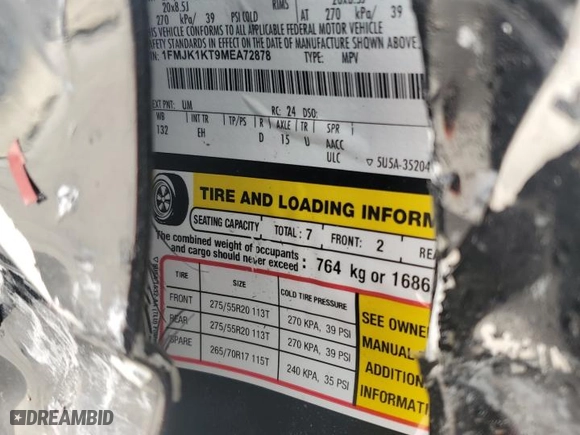 20x8.5J 20x8.5J
270 kPa/ 39 PSI COLD AT 270 kPa/ 39
THIS VEHICLE CONFORMS TO ALL APPLICABLE FEDERAL MOTOR VEHICLE
SAFETY STANDARDS IN EFFECT ON THE DATE OF MANUFACTURE SHOWN ABOVE.
VIN: 1FMJK1KT9MEA72878 TYPE: MPV
EXT PNT: UM RC: 24 DSO:
WB INT TR TP/PS R AXLE TR SPR
132 EH D 15 U AACC
ULC ▽ 5U5A-35204
TIRE AND LOADING INFORM
SEATING CAPACITY TOTAL: 7 FRONT: 2 REA
The combined weight of occupants
and cargo should never exceed : 764 kg or 1686
TIRE SIZE COLD TIRE PRESSURE
FRONT 275/55R20 113T 270 KPA, 39 PSI
REAR 275/55R20 113T 270 KPA, 39 PSI
SPARE 265/70R17 115T 240 KPA, 35 PSI
SEE OWNE
MANUAL
ADDITION
INFORMATI
DREAMBID